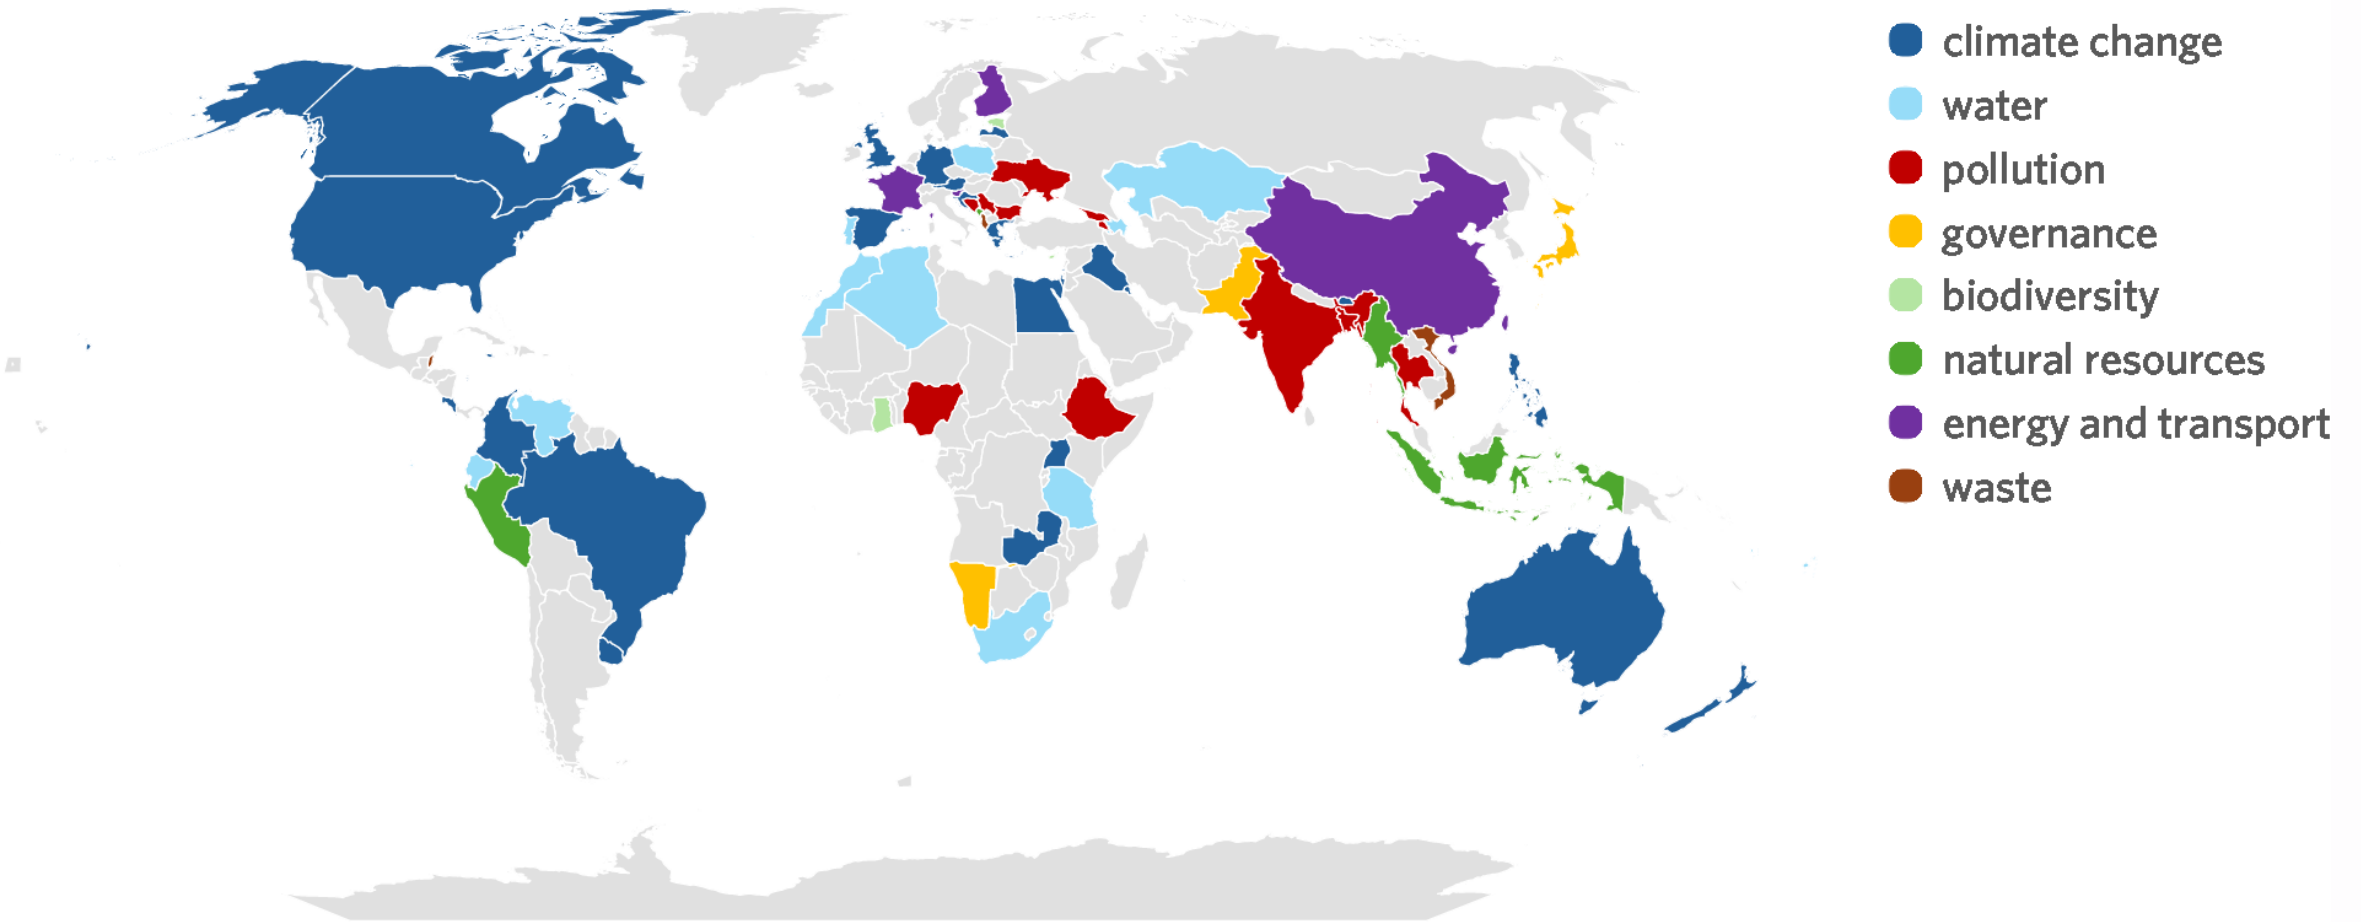 climate change
water
pollution
governance
biodiversity
natural resources
energy and transport
waste